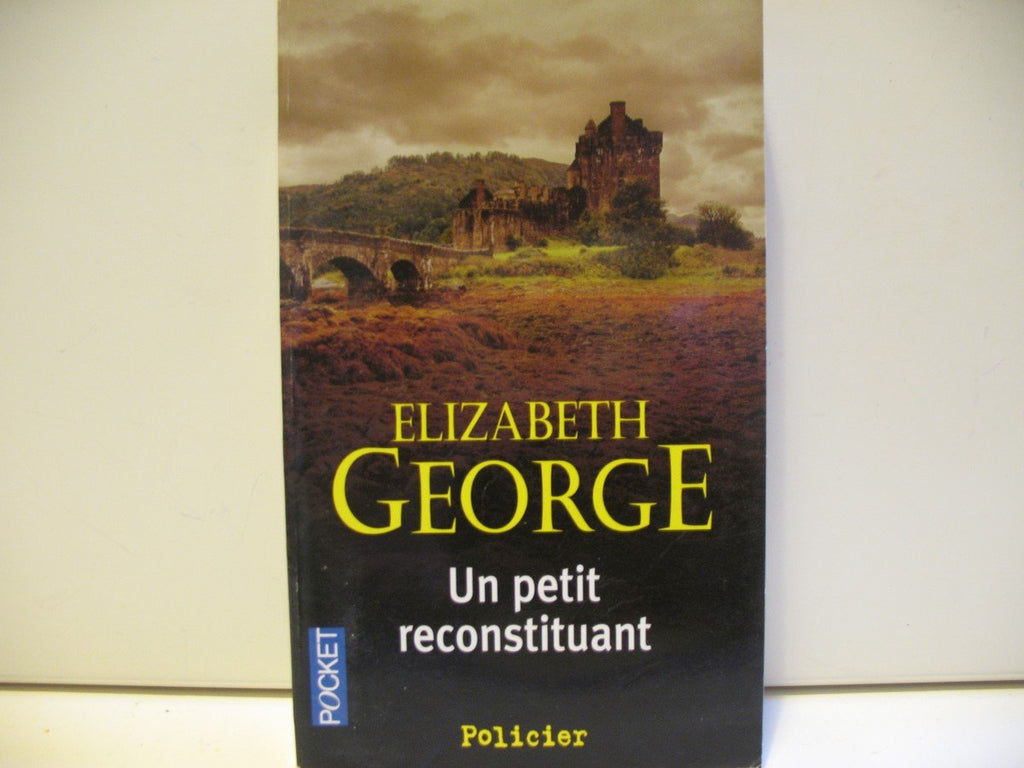 ELIZABETH
GEORGE
Un petit
reconstituant
POCKET
Policier